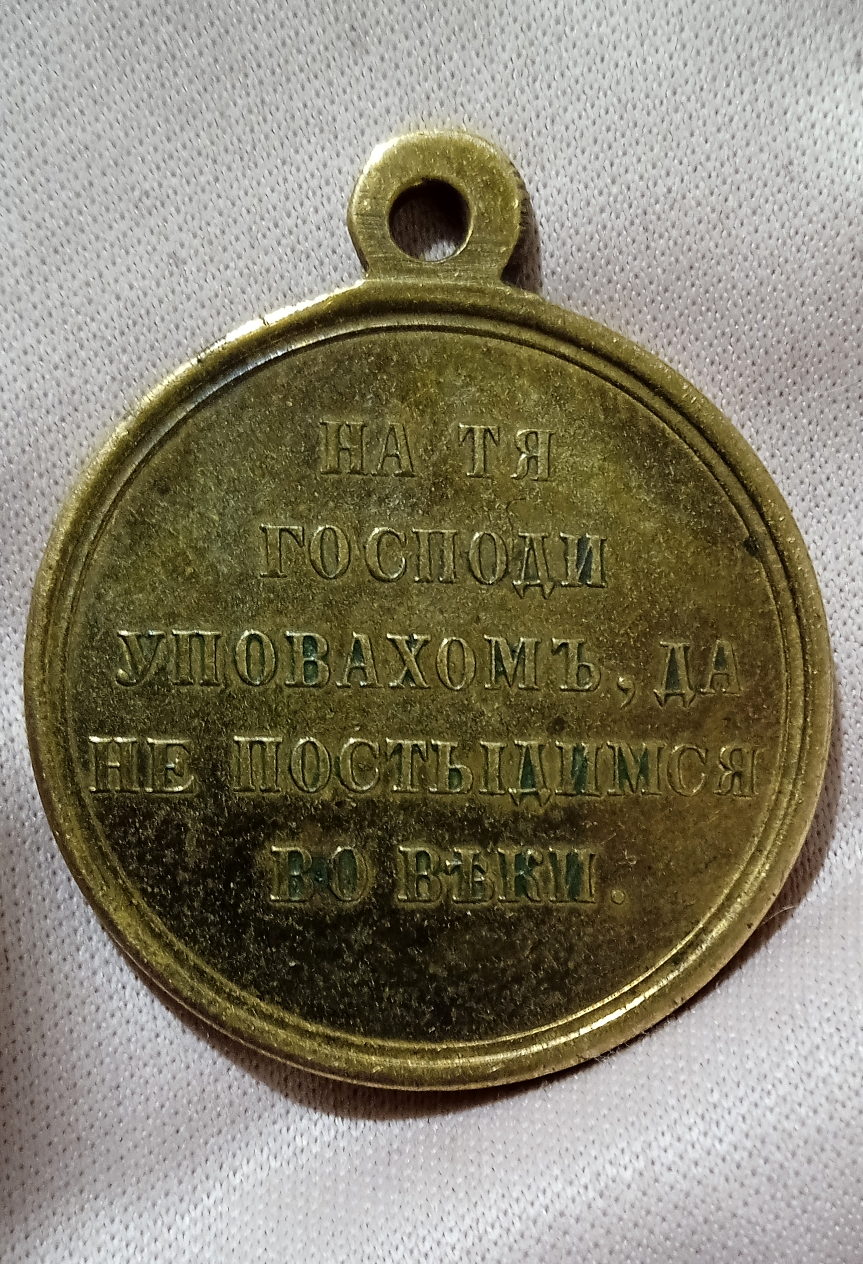 НА ТЯ
ГОСПОДИ
УПОВАХОМЪ, ДА
НЕ ПОСТЫДИМСЯ
ВО ВѢКИ.